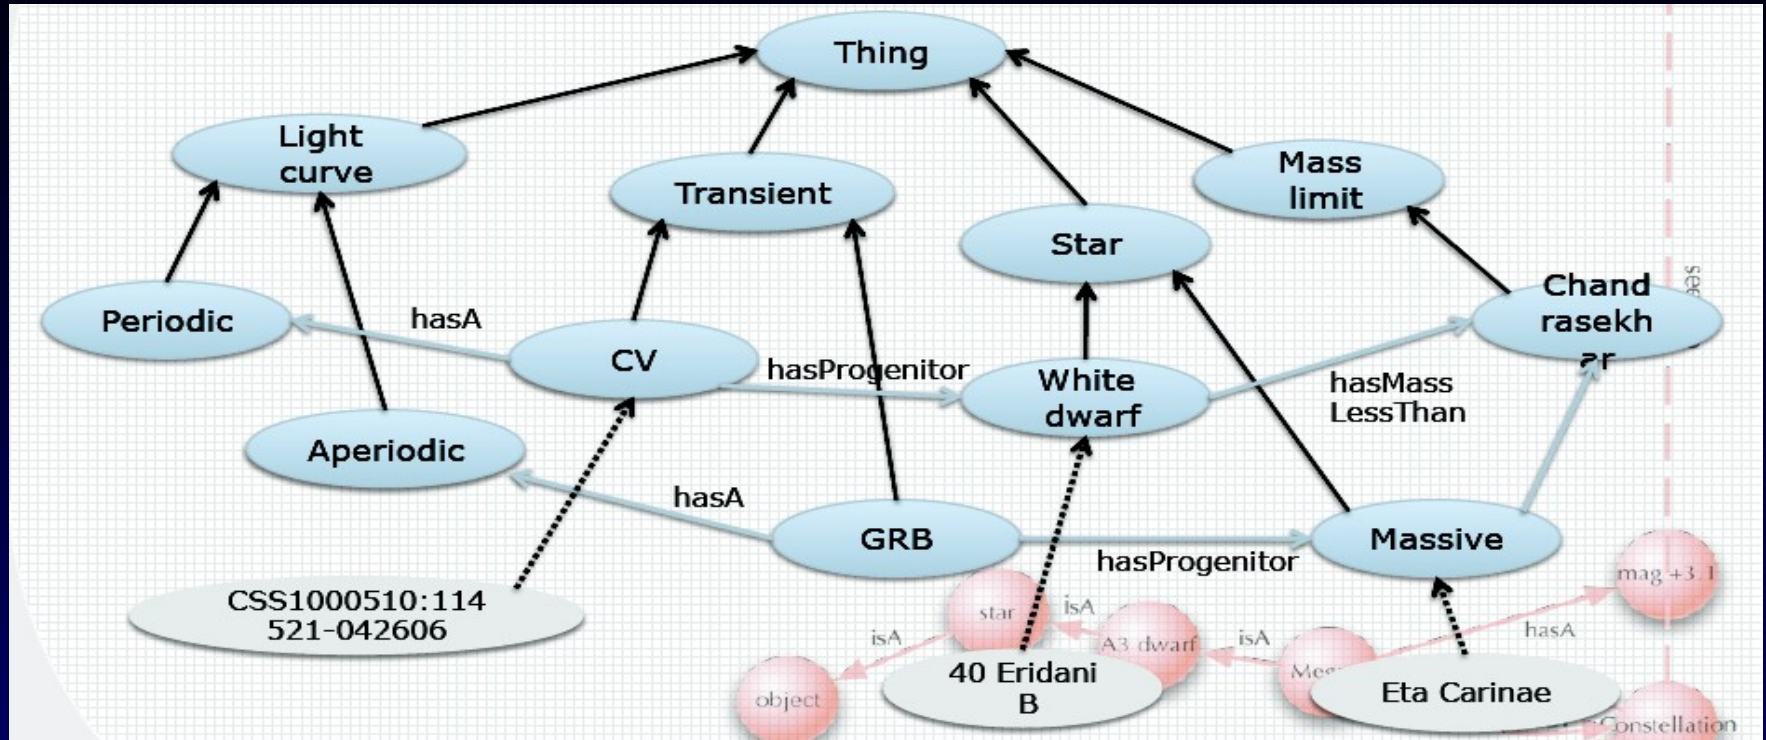 Thing
Light
curve
Transient
Mass
limit
Star
Periodic
hasA
CV
hasProgenitor
White
dwarf
Chand
rasekh
ar
hasMass
LessThan
Aperiodic
hasA
GRB
hasProgenitor
Massive
CSS1000510:114
521-042606
40 Eridani
B
Eta Carinae
star
isA
isA
A3 dwarf
isA
object
hasA
mag +3.1
Constellation